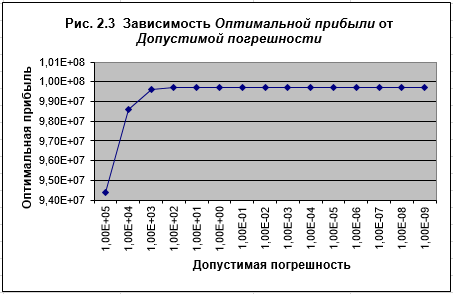 Рис. 2.3 Зависимость Оптимальной прибыли от
Допустимой погрешности
Оптимальная прибыль
1,01E+08
1,00E+08
9,90E+07
9,80E+07
9,70E+07
9,60E+07
9,50E+07
9,40E+07
1,00E+05
1,00E+04
1,00E+03
1,00E+02
1,00E+01
1,00E+00
1,00E-01
1,00E-02
1,00E-03
1,00E-04
1,00E-05
1,00E-06
1,00E-07
1,00E-08
1,00E-09
Допустимая погрешность